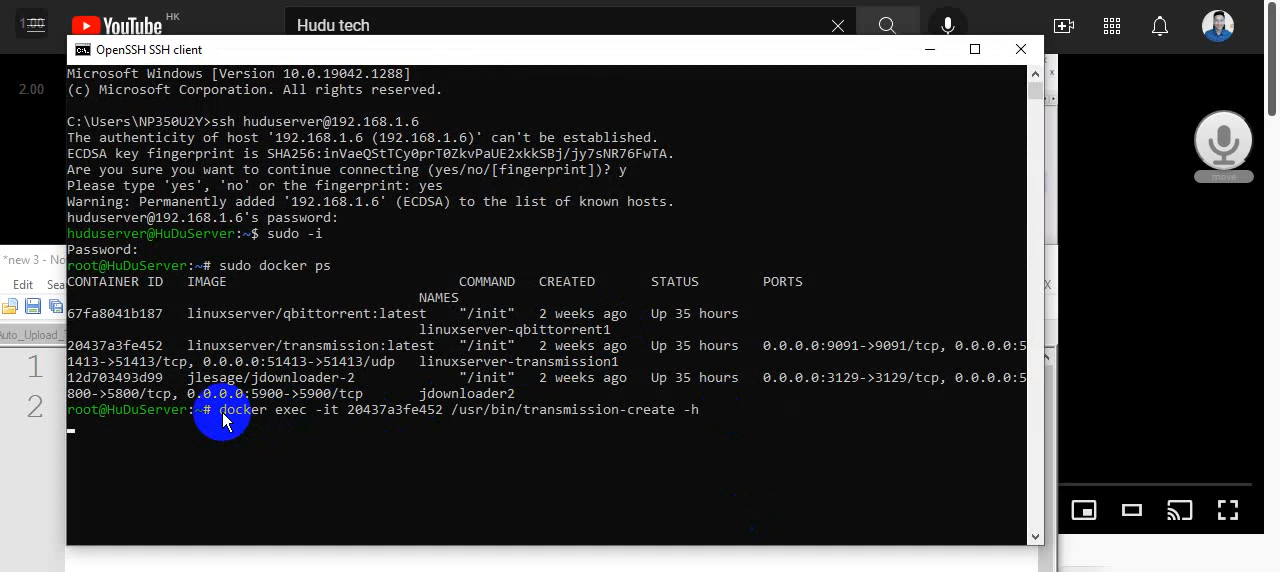 1.00
YouTube HK
Hudu tech
2.00
OpenSSH SSH client
Microsoft Windows [Version 10.0.19042.1288]
(c) Microsoft Corporation. All rights reserved.
C:\Users\NP350U2Y>ssh huduserver@192.168.1.6
The authenticity of host '192.168.1.6 (192.168.1.6)' can't be established.
ECDSA key fingerprint is SHA256:inVaeQStTCy0prT0ZkvPaUE2xkkSBj/jy7sNR76FwTA.
Are you sure you want to continue connecting (yes/no/[fingerprint])? y
Please type 'yes', 'no' or the fingerprint: yes
Warning: Permanently added '192.168.1.6' (ECDSA) to the list of known hosts.
huduserver@192.168.1.6's password:
huduserver@HuDuServer:~$ sudo -i
Password:
root@HuDuServer:~# sudo docker ps
CONTAINER ID IMAGE COMMAND CREATED STATUS PORTS
NAMES
67fa8041b187 linuxserver/qbittorrent:latest "/init" 2 weeks ago Up 35 hours
linuxserver-qbittorrent1
20437a3fe452 linuxserver/transmission:latest "/init" 2 weeks ago Up 35 hours 0.0.0.0:9091->9091/tcp, 0.0.0.0:5
1413->51413/tcp, 0.0.0.0:51413->51413/udp linuxserver-transmission1
12d703493d99 jlesage/jdownloader-2 "/init" 2 weeks ago Up 35 hours 0.0.0.0:3129->3129/tcp, 0.0.0.0:5
800->5800/tcp, 0.0.0.0:5900->5900/tcp jdownloader2
root@HuDuServer:~# docker exec -it 20437a3fe452 /usr/bin/transmission-create -h
move
*new 3 - No
Edit Sea
Auto_Upload_
1
2